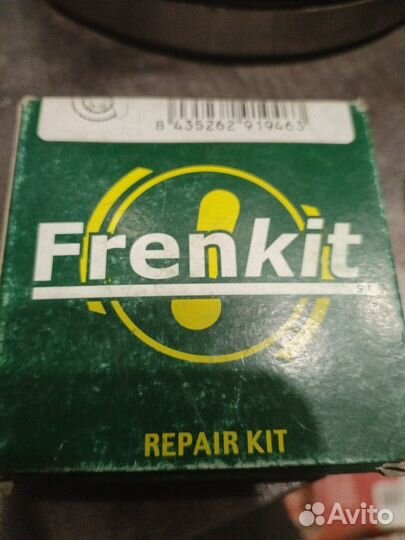 8 435262 919463
Frenkit
S.L.
REPAIR KIT
Avito